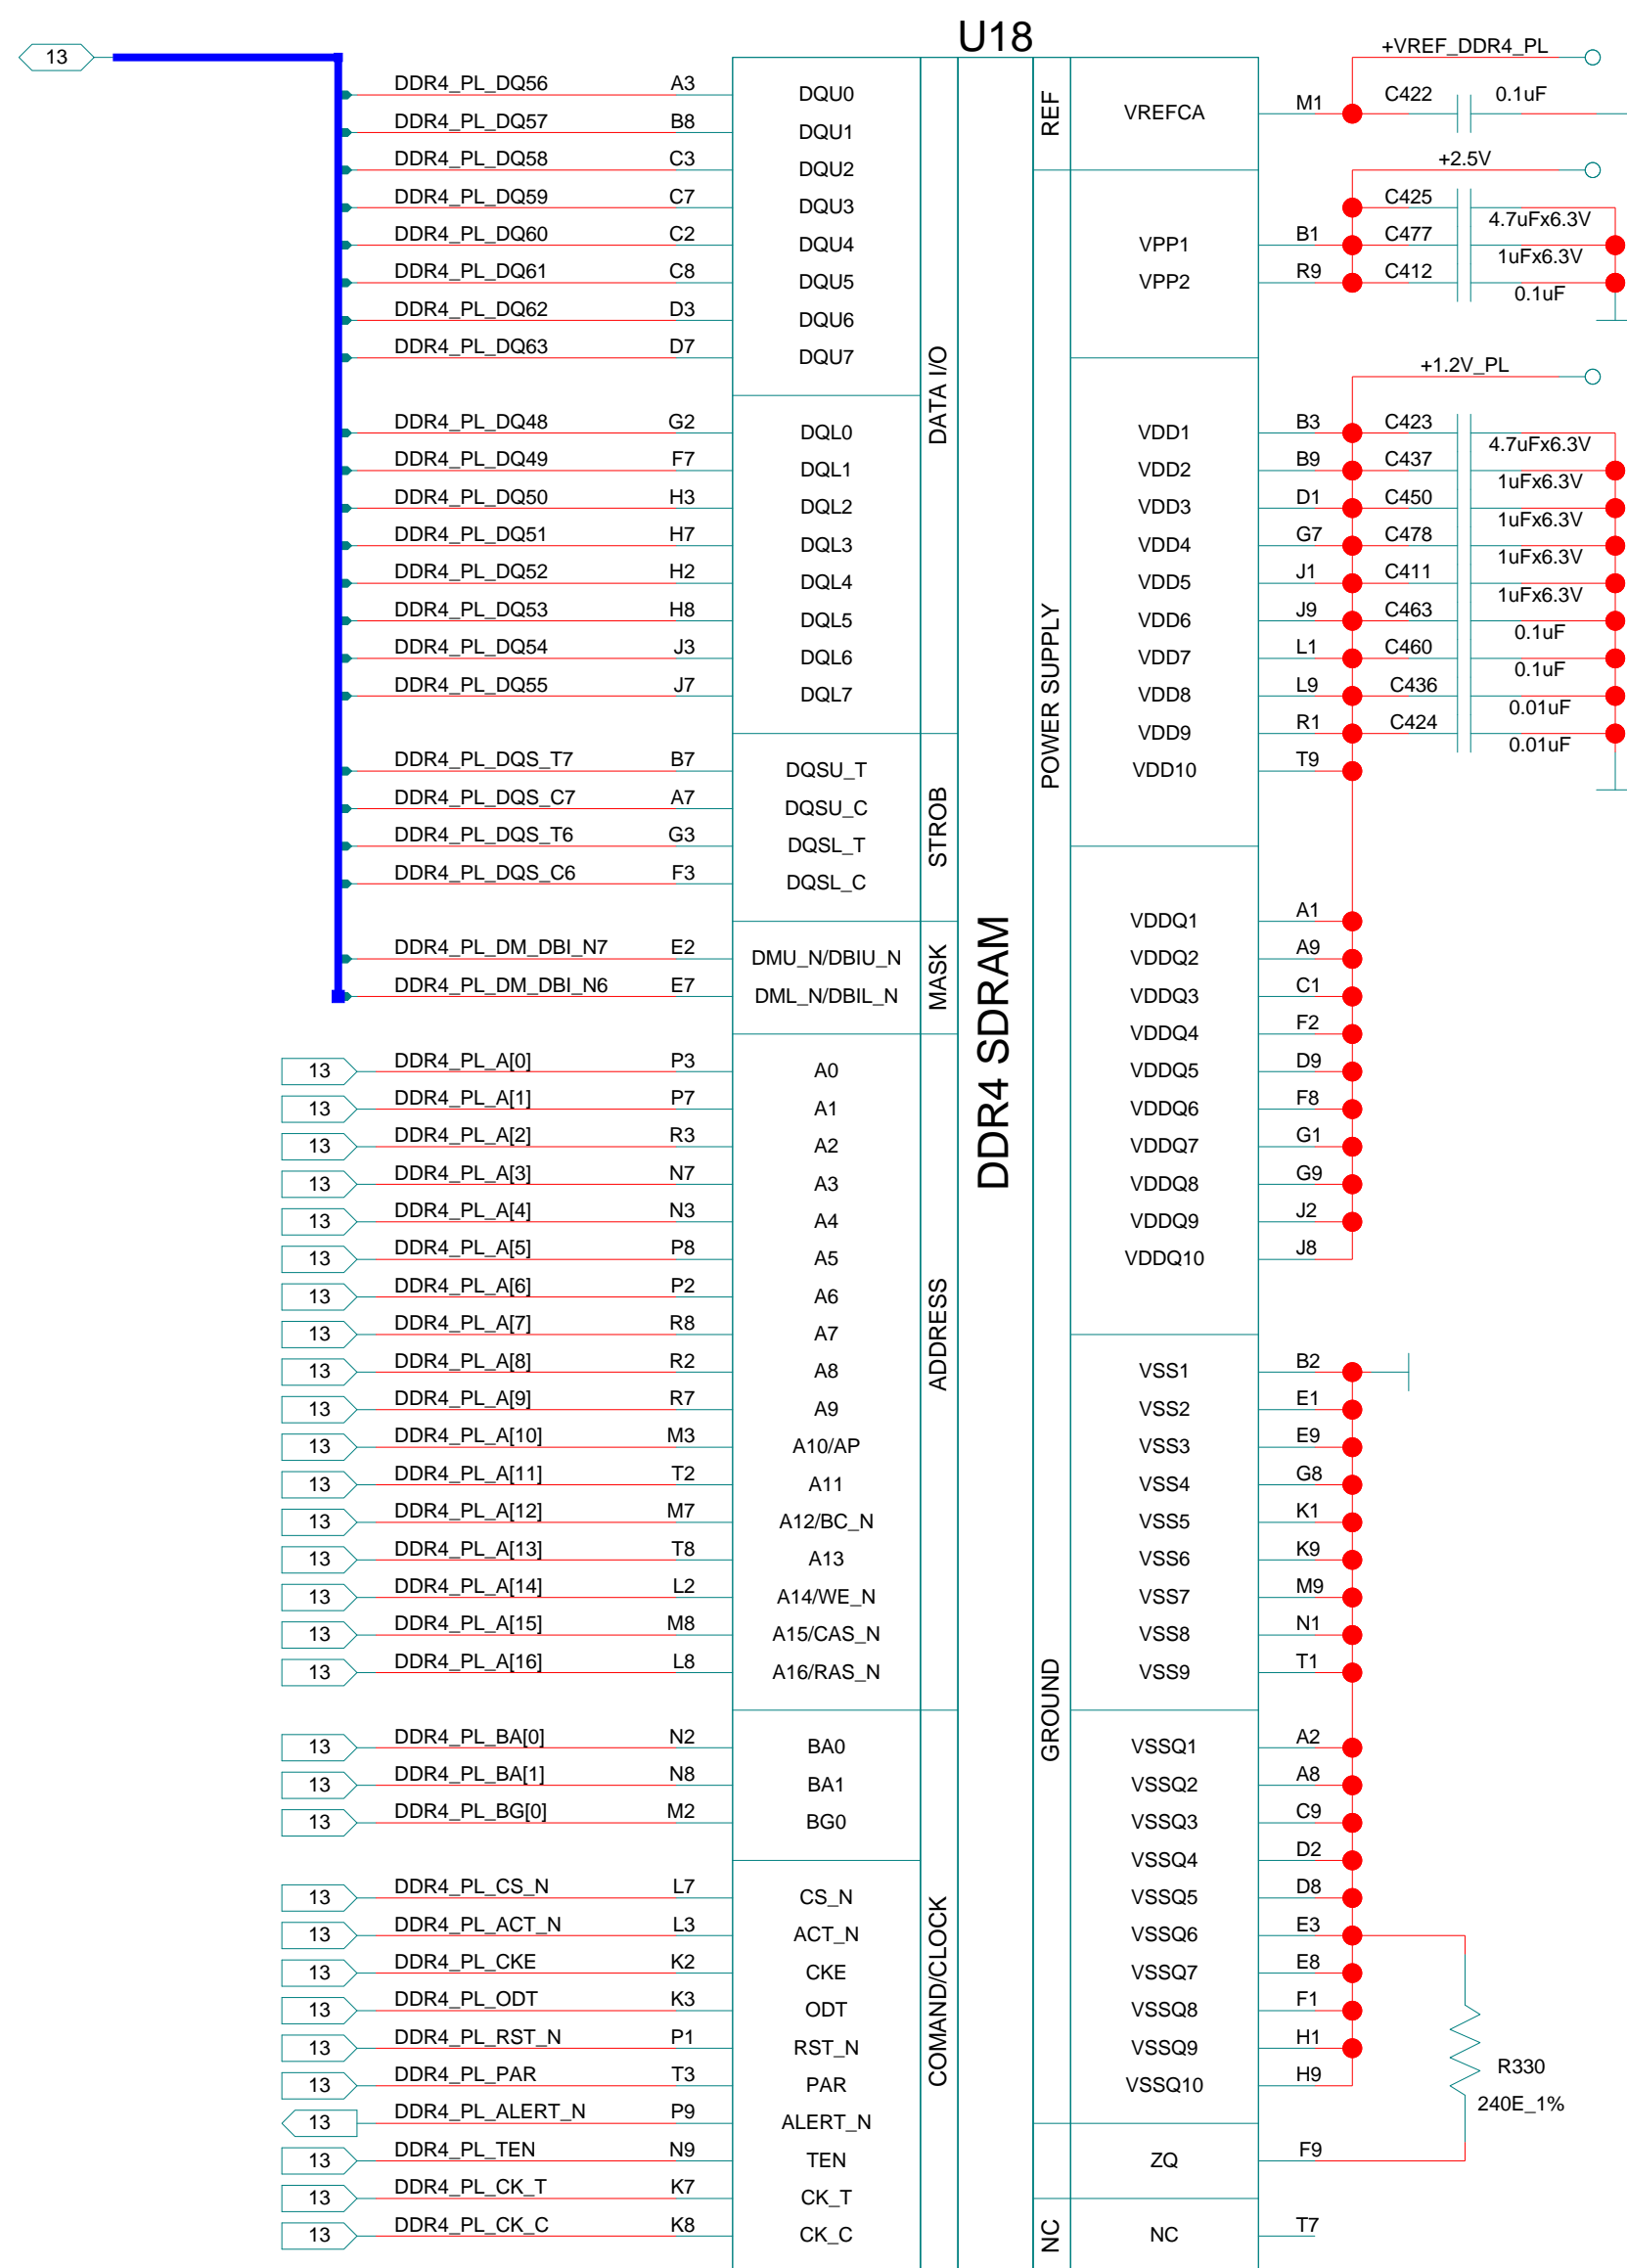 U18
13
+VREF_DDR4_PL
DDR4_PL_DQ56 A3 DQU0 M1 C422 0.1uF
REF VREFCA
DDR4_PL_DQ57 B8 DQU1
DDR4_PL_DQ58 C3 DQU2 +2.5V
DDR4_PL_DQ59 C7 DQU3 C425 4.7uFx6.3V
DDR4_PL_DQ60 C2 DQU4 VPP1 B1 C477 1uFx6.3V
DDR4_PL_DQ61 C8 DQU5 VPP2 R9 C412 0.1uF
DDR4_PL_DQ62 D3 DQU6
DDR4_PL_DQ63 D7 DQU7
DATA I/O
+1.2V_PL
DDR4_PL_DQ48 G2 DQL0 VDD1 B3 C423 4.7uFx6.3V
DDR4_PL_DQ49 F7 DQL1 VDD2 B9 C437 1uFx6.3V
DDR4_PL_DQ50 H3 DQL2 VDD3 D1 C450 1uFx6.3V
DDR4_PL_DQ51 H7 DQL3 VDD4 G7 C478 1uFx6.3V
DDR4_PL_DQ52 H2 DQL4 VDD5 J1 C411 1uFx6.3V
DDR4_PL_DQ53 H8 DQL5 VDD6 J9 C463 0.1uF
DDR4_PL_DQ54 J3 DQL6 VDD7 L1 C460 0.1uF
DDR4_PL_DQ55 J7 DQL7 VDD8 L9 C436 0.01uF
POWER SUPPLY
VDD9 R1 C424 0.01uF
DDR4_PL_DQS_T7 B7 DQSU_T VDD10 T9
DDR4_PL_DQS_C7 A7 DQSU_C
STROB
DDR4_PL_DQS_T6 G3 DQSL_T
DDR4_PL_DQS_C6 F3 DQSL_C
VDDQ1 A1
DDR4_PL_DM_DBI_N7 E2 DMU_N/DBIU_N VDDQ2 A9
MASK
DDR4_PL_DM_DBI_N6 E7 DML_N/DBIL_N VDDQ3 C1
DDR4 SDRAM
VDDQ4 F2
13 DDR4_PL_A[0] P3 A0 VDDQ5 D9
13 DDR4_PL_A[1] P7 A1 VDDQ6 F8
13 DDR4_PL_A[2] R3 A2 VDDQ7 G1
13 DDR4_PL_A[3] N7 A3 VDDQ8 G9
13 DDR4_PL_A[4] N3 A4 VDDQ9 J2
13 DDR4_PL_A[5] P8 A5 VDDQ10 J8
13 DDR4_PL_A[6] P2 A6
13 DDR4_PL_A[7] R8 A7
ADDRESS
13 DDR4_PL_A[8] R2 A8 VSS1 B2
13 DDR4_PL_A[9] R7 A9 VSS2 E1
13 DDR4_PL_A[10] M3 A10/AP VSS3 E9
13 DDR4_PL_A[11] T2 A11 VSS4 G8
13 DDR4_PL_A[12] M7 A12/BC_N VSS5 K1
13 DDR4_PL_A[13] T8 A13 VSS6 K9
13 DDR4_PL_A[14] L2 A14/WE_N VSS7 M9
13 DDR4_PL_A[15] M8 A15/CAS_N VSS8 N1
13 DDR4_PL_A[16] L8 A16/RAS_N VSS9 T1
GROUND
13 DDR4_PL_BA[0] N2 BA0 VSSQ1 A2
13 DDR4_PL_BA[1] N8 BA1 VSSQ2 A8
13 DDR4_PL_BG[0] M2 BG0 VSSQ3 C9
VSSQ4 D2
13 DDR4_PL_CS_N L7 CS_N VSSQ5 D8
13 DDR4_PL_ACT_N L3 ACT_N VSSQ6 E3
13 DDR4_PL_CKE K2 CKE VSSQ7 E8
COMAND/CLOCK
13 DDR4_PL_ODT K3 ODT VSSQ8 F1
13 DDR4_PL_RST_N P1 RST_N VSSQ9 H1
R330
13 DDR4_PL_PAR T3 PAR VSSQ10 H9
240E_1%
13 DDR4_PL_ALERT_N P9 ALERT_N
13 DDR4_PL_TEN N9 TEN ZQ F9
13 DDR4_PL_CK_T K7 CK_T
13 DDR4_PL_CK_C K8 CK_C NC NC T7